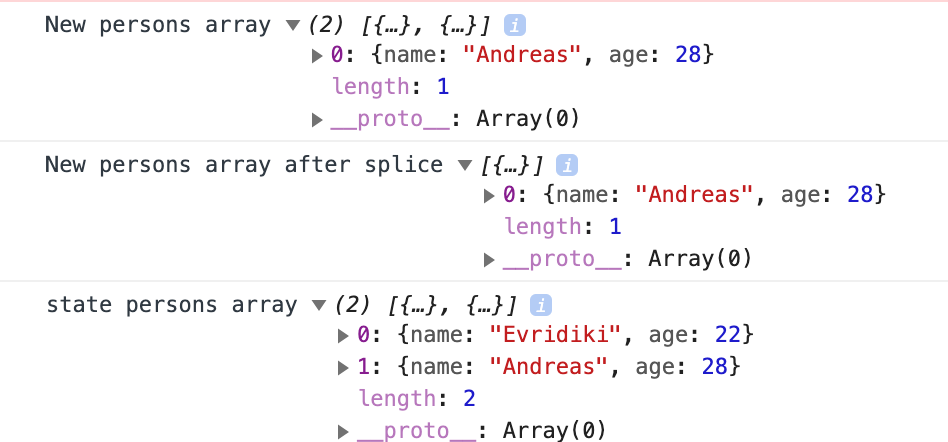 New persons array ▼ (2) [{…}, {…}] i
▶ 0: {name: "Andreas", age: 28}
length: 1
▶ __proto__: Array(0)
New persons array after splice ▼ [{…}] i
▶ 0: {name: "Andreas", age: 28}
length: 1
▶ __proto__: Array(0)
state persons array ▼ (2) [{…}, {…}] i
▶ 0: {name: "Evridiki", age: 22}
▶ 1: {name: "Andreas", age: 28}
length: 2
▶ __proto__: Array(0)